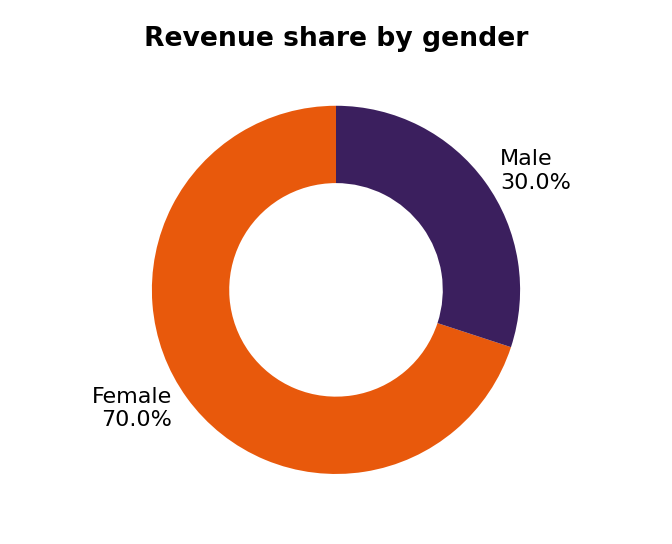 Revenue share by gender
Male
30.0%
Female
70.0%